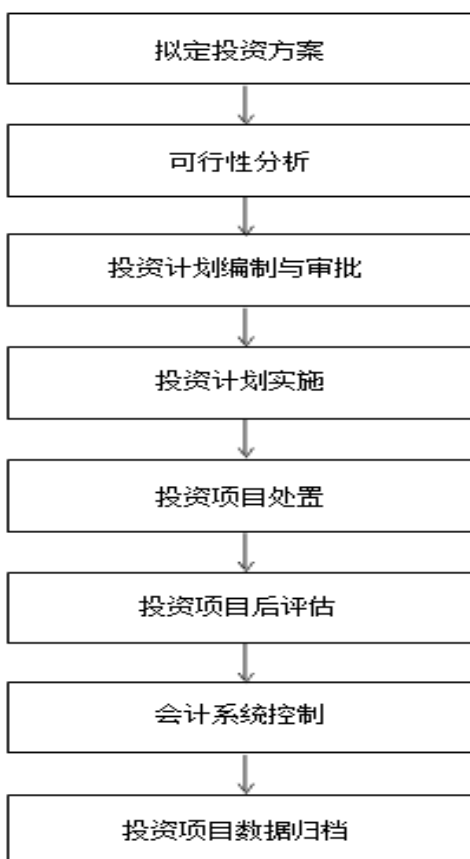 拟定投资方案
可行性分析
投资计划编制与审批
投资计划实施
投资项目处置
投资项目后评估
会计系统控制
投资项目数据归档